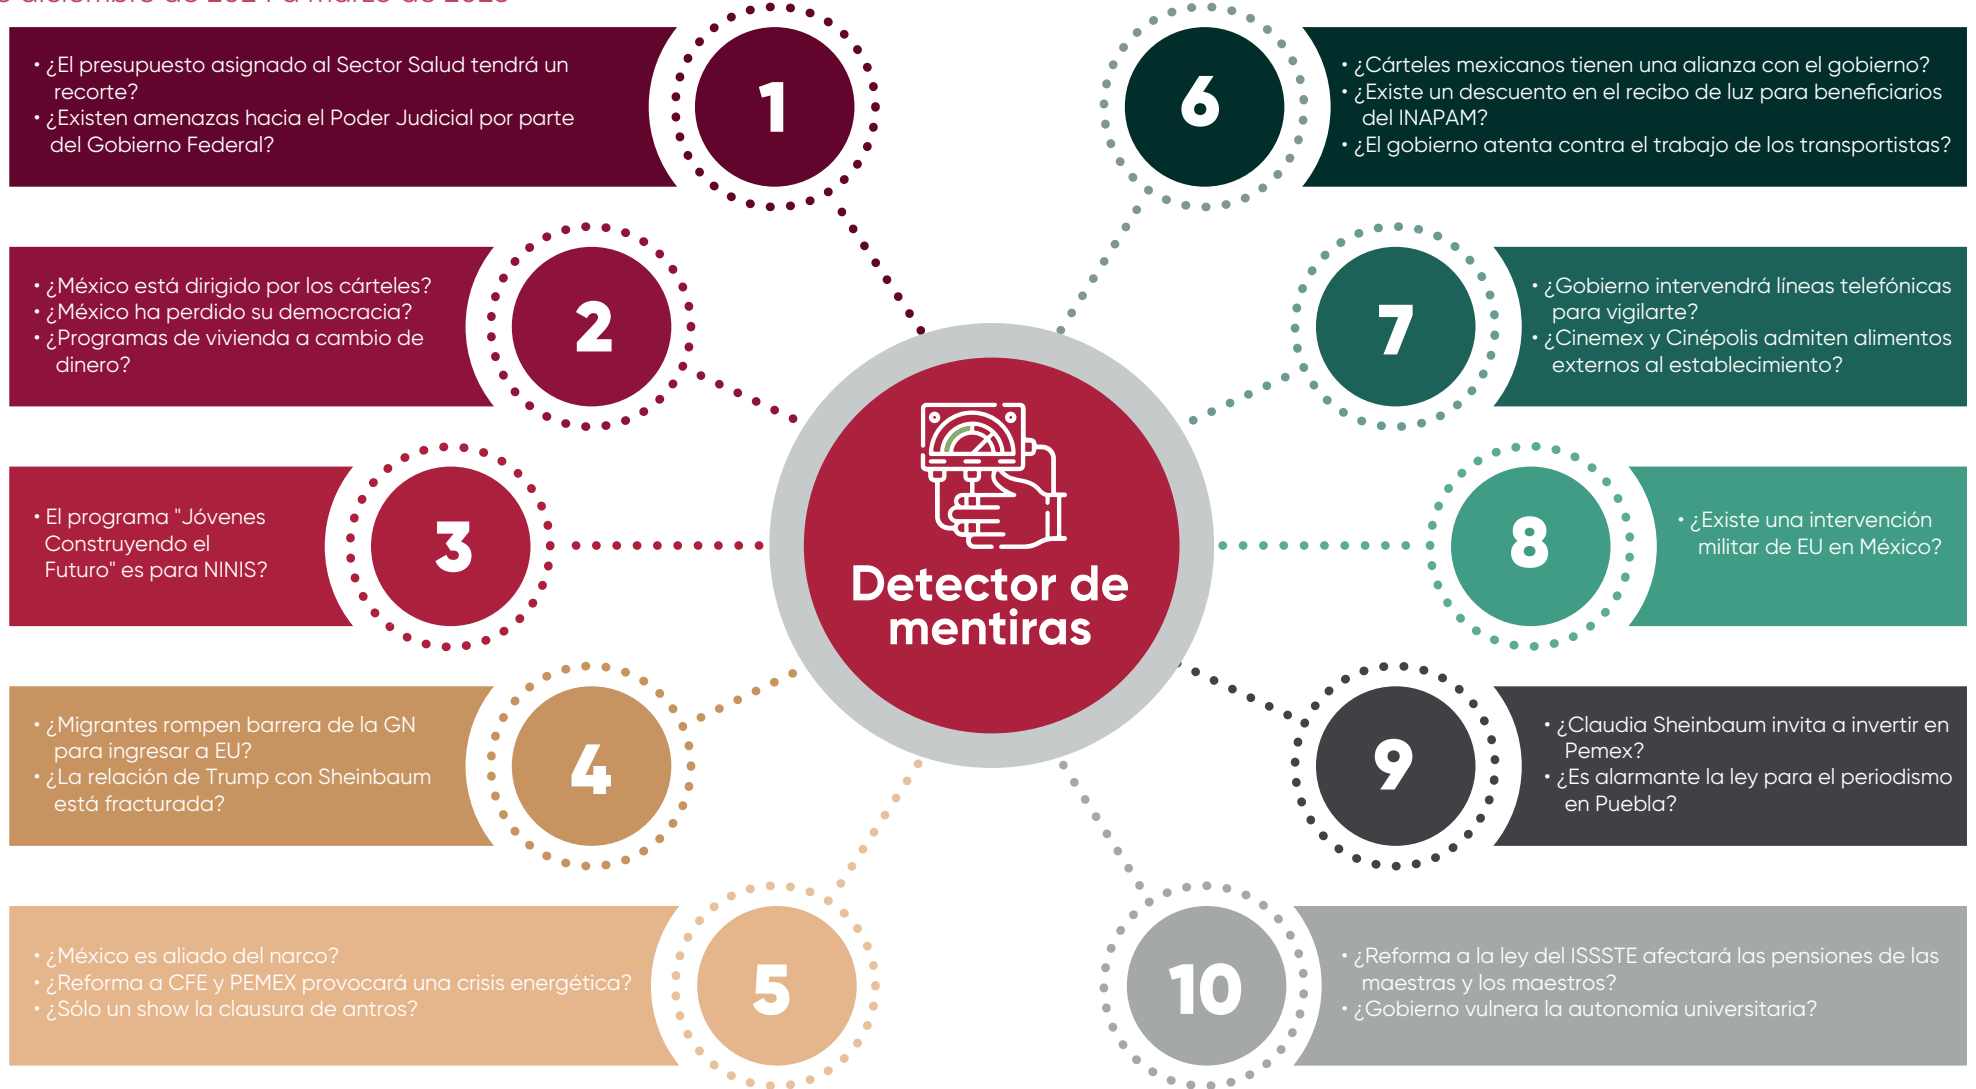 diciembre de 2024 a marzo de 2025
• ¿El presupuesto asignado al Sector Salud tendrá un
recorte?
• ¿Existen amenazas hacia el Poder Judicial por parte
del Gobierno Federal?
1
• ¿México está dirigido por los cárteles?
• ¿México ha perdido su democracia?
• ¿Programas de vivienda a cambio de
dinero?
2
• El programa "Jóvenes
Construyendo el
Futuro" es para NINIS?
3
• ¿Migrantes rompen barrera de la GN
para ingresar a EU?
• ¿La relación de Trump con Sheinbaum
está fracturada?
4
• ¿México es aliado del narco?
• ¿Reforma a CFE y PEMEX provocará una crisis energética?
• ¿Sólo un show la clausura de antros?
5
Detector de
mentiras
6
• ¿Cárteles mexicanos tienen una alianza con el gobierno?
• ¿Existe un descuento en el recibo de luz para beneficiarios
del INAPAM?
• ¿El gobierno atenta contra el trabajo de los transportistas?
7
• ¿Gobierno intervendrá líneas telefónicas
para vigilarte?
• ¿Cinemex y Cinépolis admiten alimentos
externos al establecimiento?
8
• ¿Existe una intervención
militar de EU en México?
9
• ¿Claudia Sheinbaum invita a invertir en
Pemex?
• ¿Es alarmante la ley para el periodismo
en Puebla?
10
• ¿Reforma a la ley del ISSSTE afectará las pensiones de las
maestras y los maestros?
• ¿Gobierno vulnera la autonomía universitaria?